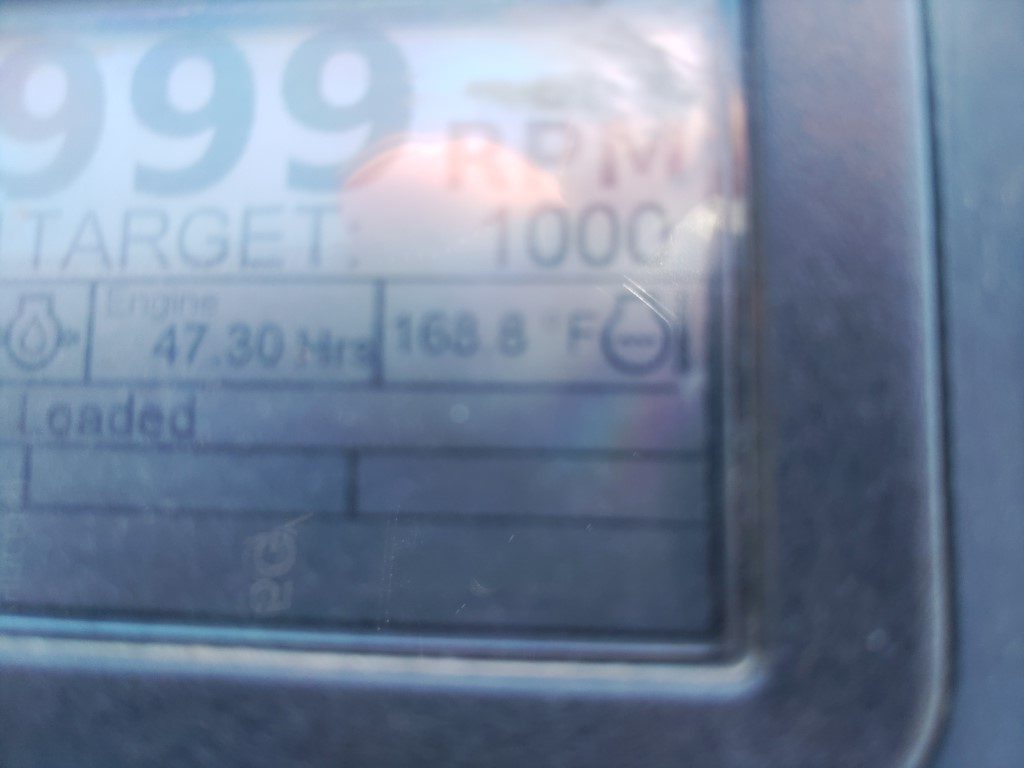 999 RPM
TARGET: 1000
Engine
47.30 Hrs 168.8 °F
Loaded